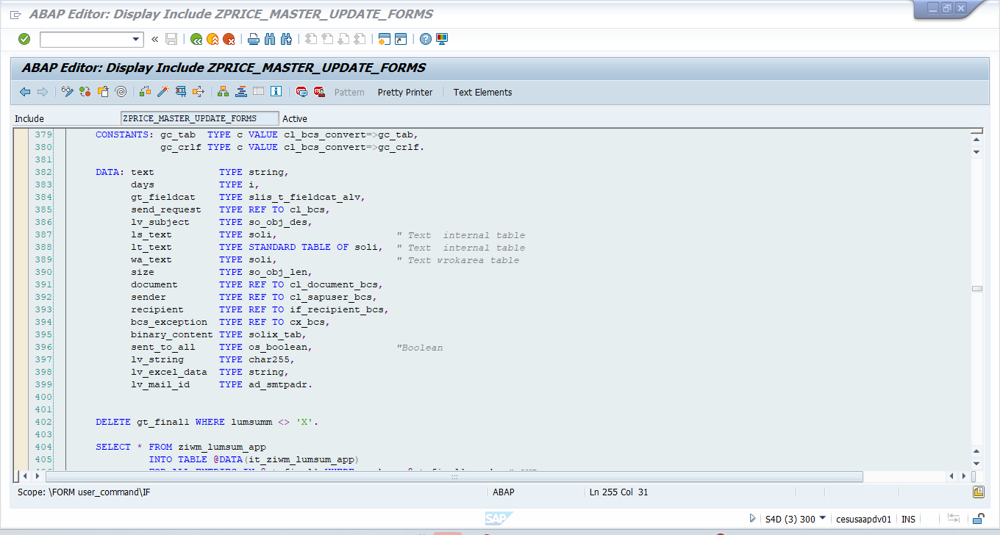 ABAP Editor: Display Include ZPRICE_MASTER_UPDATE_FORMS
ABAP Editor: Display Include ZPRICE_MASTER_UPDATE_FORMS
Pattern Pretty Printer Text Elements
Include ZPRICE_MASTER_UPDATE_FORMS Active
379 CONSTANTS: gc_tab  TYPE c VALUE cl_bcs_convert=>gc_tab,
380 gc_crlf TYPE c VALUE cl_bcs_convert=>gc_crlf.
381
382 DATA: text TYPE string,
383 days TYPE i,
384 gt_fieldcat TYPE slis_t_fieldcat_alv,
385 send_request TYPE REF TO cl_bcs,
386 lv_subject TYPE so_obj_des,
387 ls_text TYPE soli, " Text  internal table
388 lt_text TYPE STANDARD TABLE OF soli, " Text  internal table
389 wa_text TYPE soli, " Text wrokarea table
390 size TYPE so_obj_len,
391 document TYPE REF TO cl_document_bcs,
392 sender TYPE REF TO cl_sapuser_bcs,
393 recipient TYPE REF TO if_recipient_bcs,
394 bcs_exception TYPE REF TO cx_bcs,
395 binary_content TYPE solix_tab,
396 sent_to_all TYPE os_boolean, "Boolean
397 lv_string TYPE char255,
398 lv_excel_data TYPE string,
399 lv_mail_id TYPE ad_smtpadr.
400
401
402 DELETE gt_finall WHERE lumsumm <> 'X'.
403
404 SELECT * FROM ziwm_lumsum_app
405 INTO TABLE @DATA(it_ziwm_lumsum_app)
Scope: \FORM user_command\IF ABAP Ln 255 Col 31
SAP S4D (3) 300 cesusaapdv01 INS